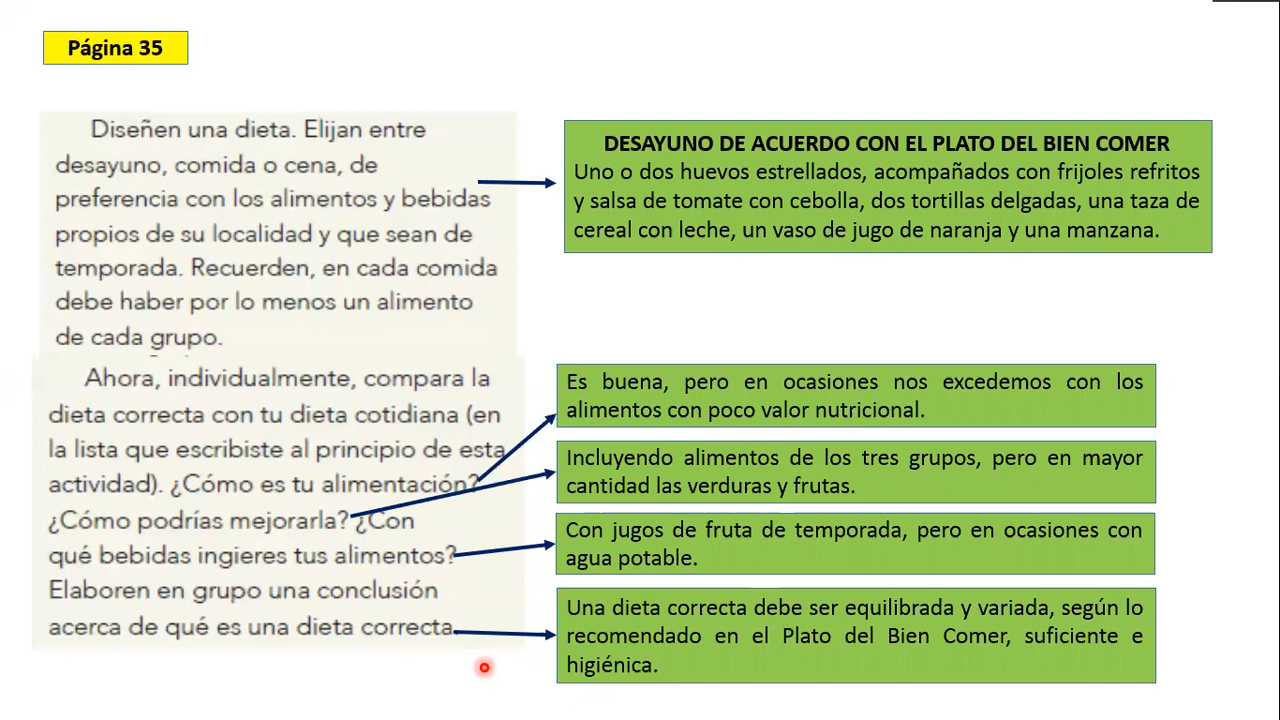 Página 35
Diseñen una dieta. Elijan entre
desayuno, comida o cena, de
preferencia con los alimentos y bebidas
propios de su localidad y que sean de
temporada. Recuerden, en cada comida
debe haber por lo menos un alimento
de cada grupo.
DESAYUNO DE ACUERDO CON EL PLATO DEL BIEN COMER
Uno o dos huevos estrellados, acompañados con frijoles refritos
y salsa de tomate con cebolla, dos tortillas delgadas, una taza de
cereal con leche, un vaso de jugo de naranja y una manzana.
Ahora, individualmente, compara la
dieta correcta con tu dieta cotidiana (en
la lista que escribiste al principio de esta
actividad). ¿Cómo es tu alimentación?
¿Cómo podrías mejorarla? ¿Con
qué bebidas ingieres tus alimentos?
Elaboren en grupo una conclusión
acerca de qué es una dieta correcta.
Es buena, pero en ocasiones nos excedemos con los
alimentos con poco valor nutricional.
Incluyendo alimentos de los tres grupos, pero en mayor
cantidad las verduras y frutas.
Con jugos de fruta de temporada, pero en ocasiones con
agua potable.
Una dieta correcta debe ser equilibrada y variada, según lo
recomendado en el Plato del Bien Comer, suficiente e
higiénica.